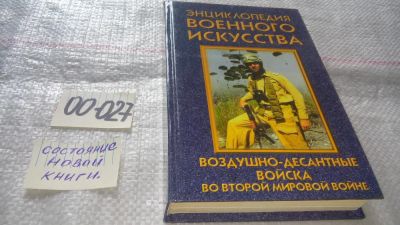 ЭНЦИКЛОПЕДИЯ
ВОЕННОГО
ИСКУССТВА
ВОЗДУШНО-ДЕСАНТНЫЕ
ВОЙСКА
ВО ВТОРОЙ МИРОВОЙ ВОЙНЕ
00-027
состояние
новой
книги.